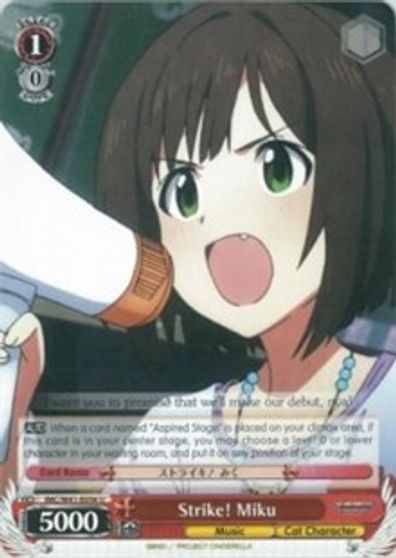 1
0
I want you to promise that we'll make our debut, nya!
AUTO When a card named "Aspired Stage" is placed on your climax area, if
this card is in your center stage, you may choose a level 0 or lower
character in your waiting room, and put it on any position of your stage.
Card Name
ストライキ! みく
5000
Strike! Miku
Music
Cat Character
PROJECT CINDERELLA